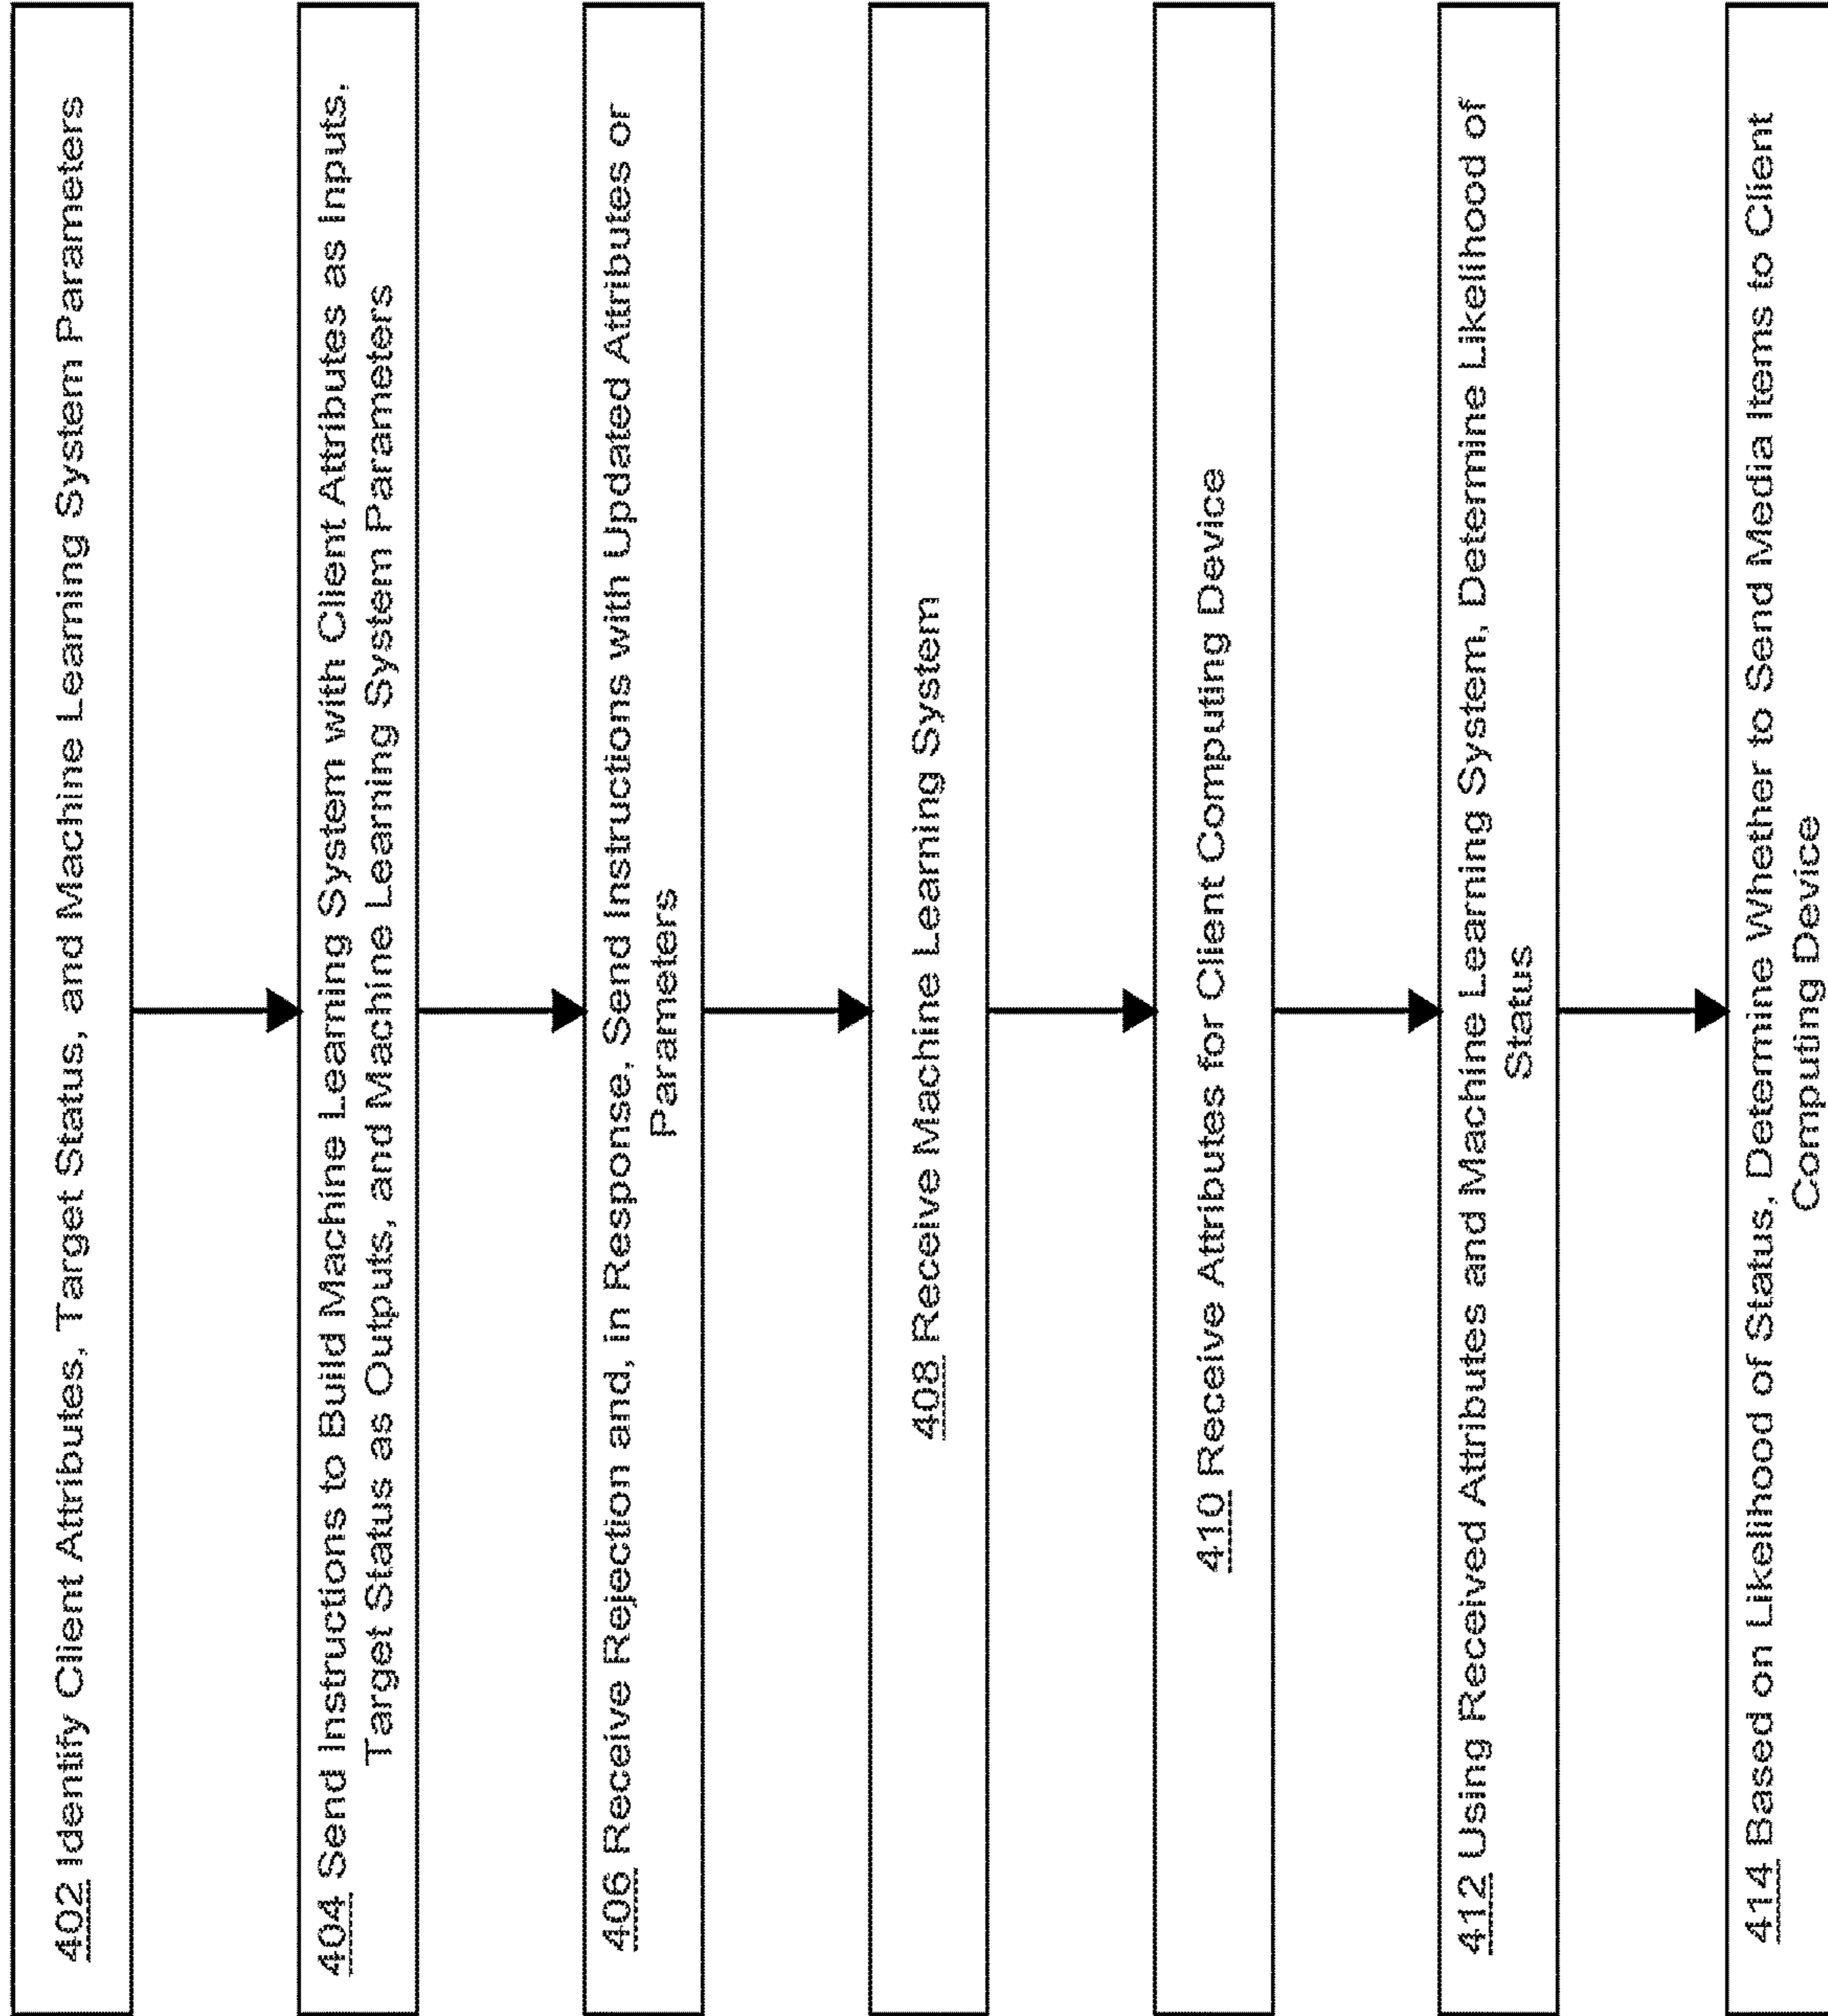 402 Identify Client Attributes, Target Status, and Machine Learning System Parameters
404 Send Instructions to Build Machine Learning System with Client Attributes as Inputs,
Target Status as Outputs, and Machine Learning System Parameters
406 Receive Rejection and, in Response, Send Instructions with Updated Attributes or
Parameters
408 Receive Machine Learning System
410 Receive Attributes for Client Computing Device
412 Using Received Attributes and Machine Learning System, Determine Likelihood of
Status
414 Based on Likelihood of Status, Determine Whether to Send Media Items to Client
Computing Device